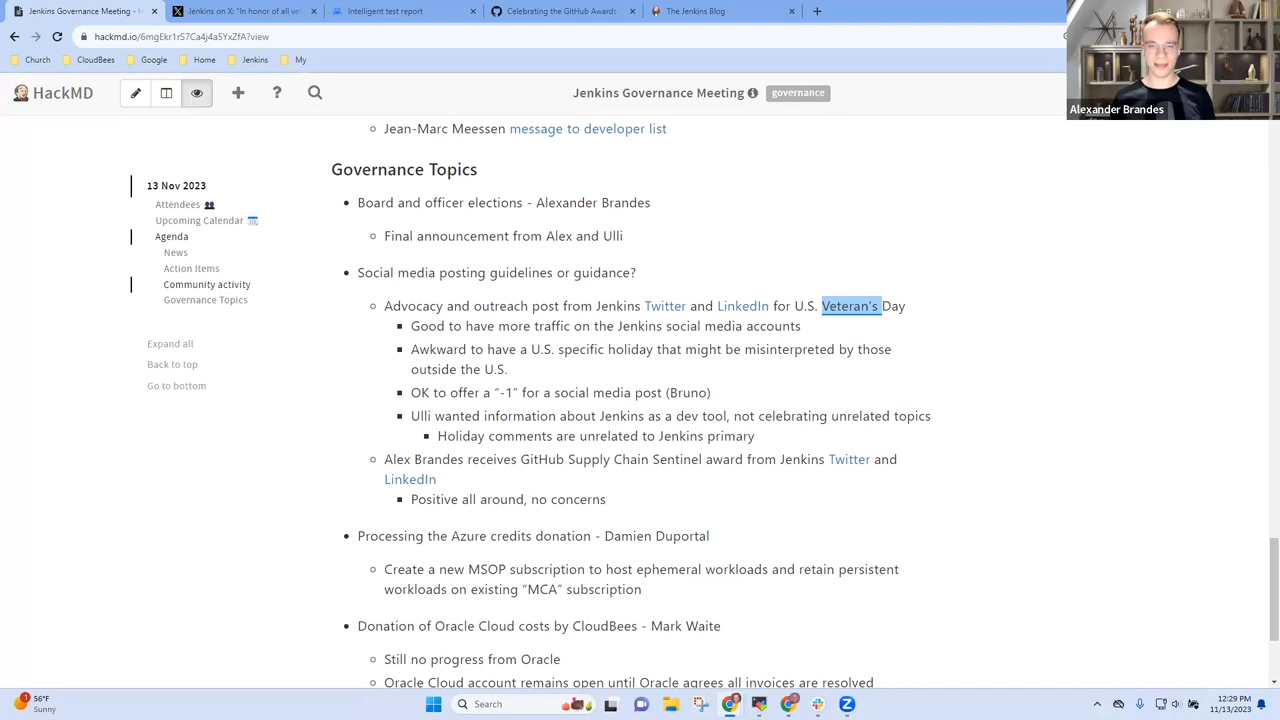 Jenkins Governance Meeting -
Jenkins on X: "In honor of all vet
Intelligent test report
Celebrating the GitHub Awards
The Jenkins Blog
hackmd.io/6mgEkr1rS7Ca4j4a5YxZfA?view
Church
CloudBees
Google
Home
Jenkins
My
HackMD
Jenkins Governance Meeting
governance
Alexander Brandes
13 Nov 2023
Attendees
Upcoming Calendar
Agenda
News
Action Items
Community activity
Governance Topics
Expand all
Back to top
Go to bottom
Jean-Marc Meessen message to developer list
Governance Topics
Board and officer elections - Alexander Brandes
Final announcement from Alex and Ulli
Social media posting guidelines or guidance?
Advocacy and outreach post from Jenkins Twitter and LinkedIn for U.S. Veteran's Day
Good to have more traffic on the Jenkins social media accounts
Awkward to have a U.S. specific holiday that might be misinterpreted by those
outside the U.S.
OK to offer a “-1” for a social media post (Bruno)
Ulli wanted information about Jenkins as a dev tool, not celebrating unrelated topics
Holiday comments are unrelated to Jenkins primary
Alex Brandes receives GitHub Supply Chain Sentinel award from Jenkins Twitter and
LinkedIn
Positive all around, no concerns
Processing the Azure credits donation - Damien Duportal
Create a new MSOP subscription to host ephemeral workloads and retain persistent
workloads on existing “MCA” subscription
Donation of Oracle Cloud costs by CloudBees - Mark Waite
Still no progress from Oracle
Oracle Cloud account remains open until Oracle agrees all invoices are resolved
1
56°F
Sunny
Search
12:29 PM
11/13/2023